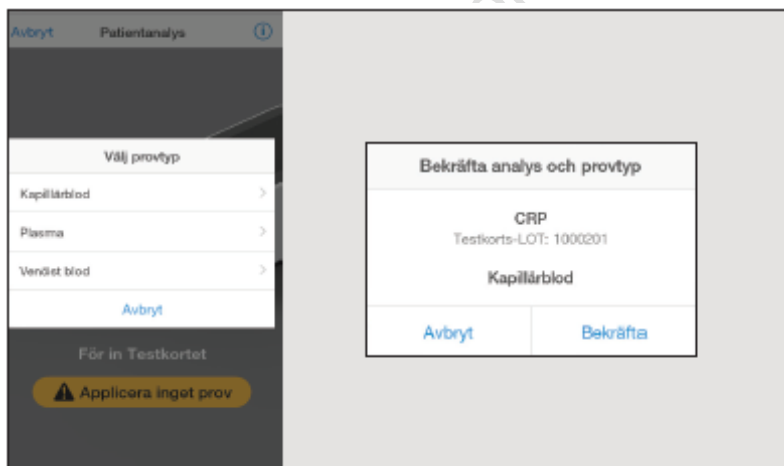 Avbryt Patientanalys
Välj provtyp
Kapillärblod
Plasma
Venöst blod
Avbryt
För in Testkortet
Applicera inget prov
Bekräfta analys och provtyp
CRP
Testkorts-LOT: 1000201
Kapillärblod
Avbryt Bekräfta